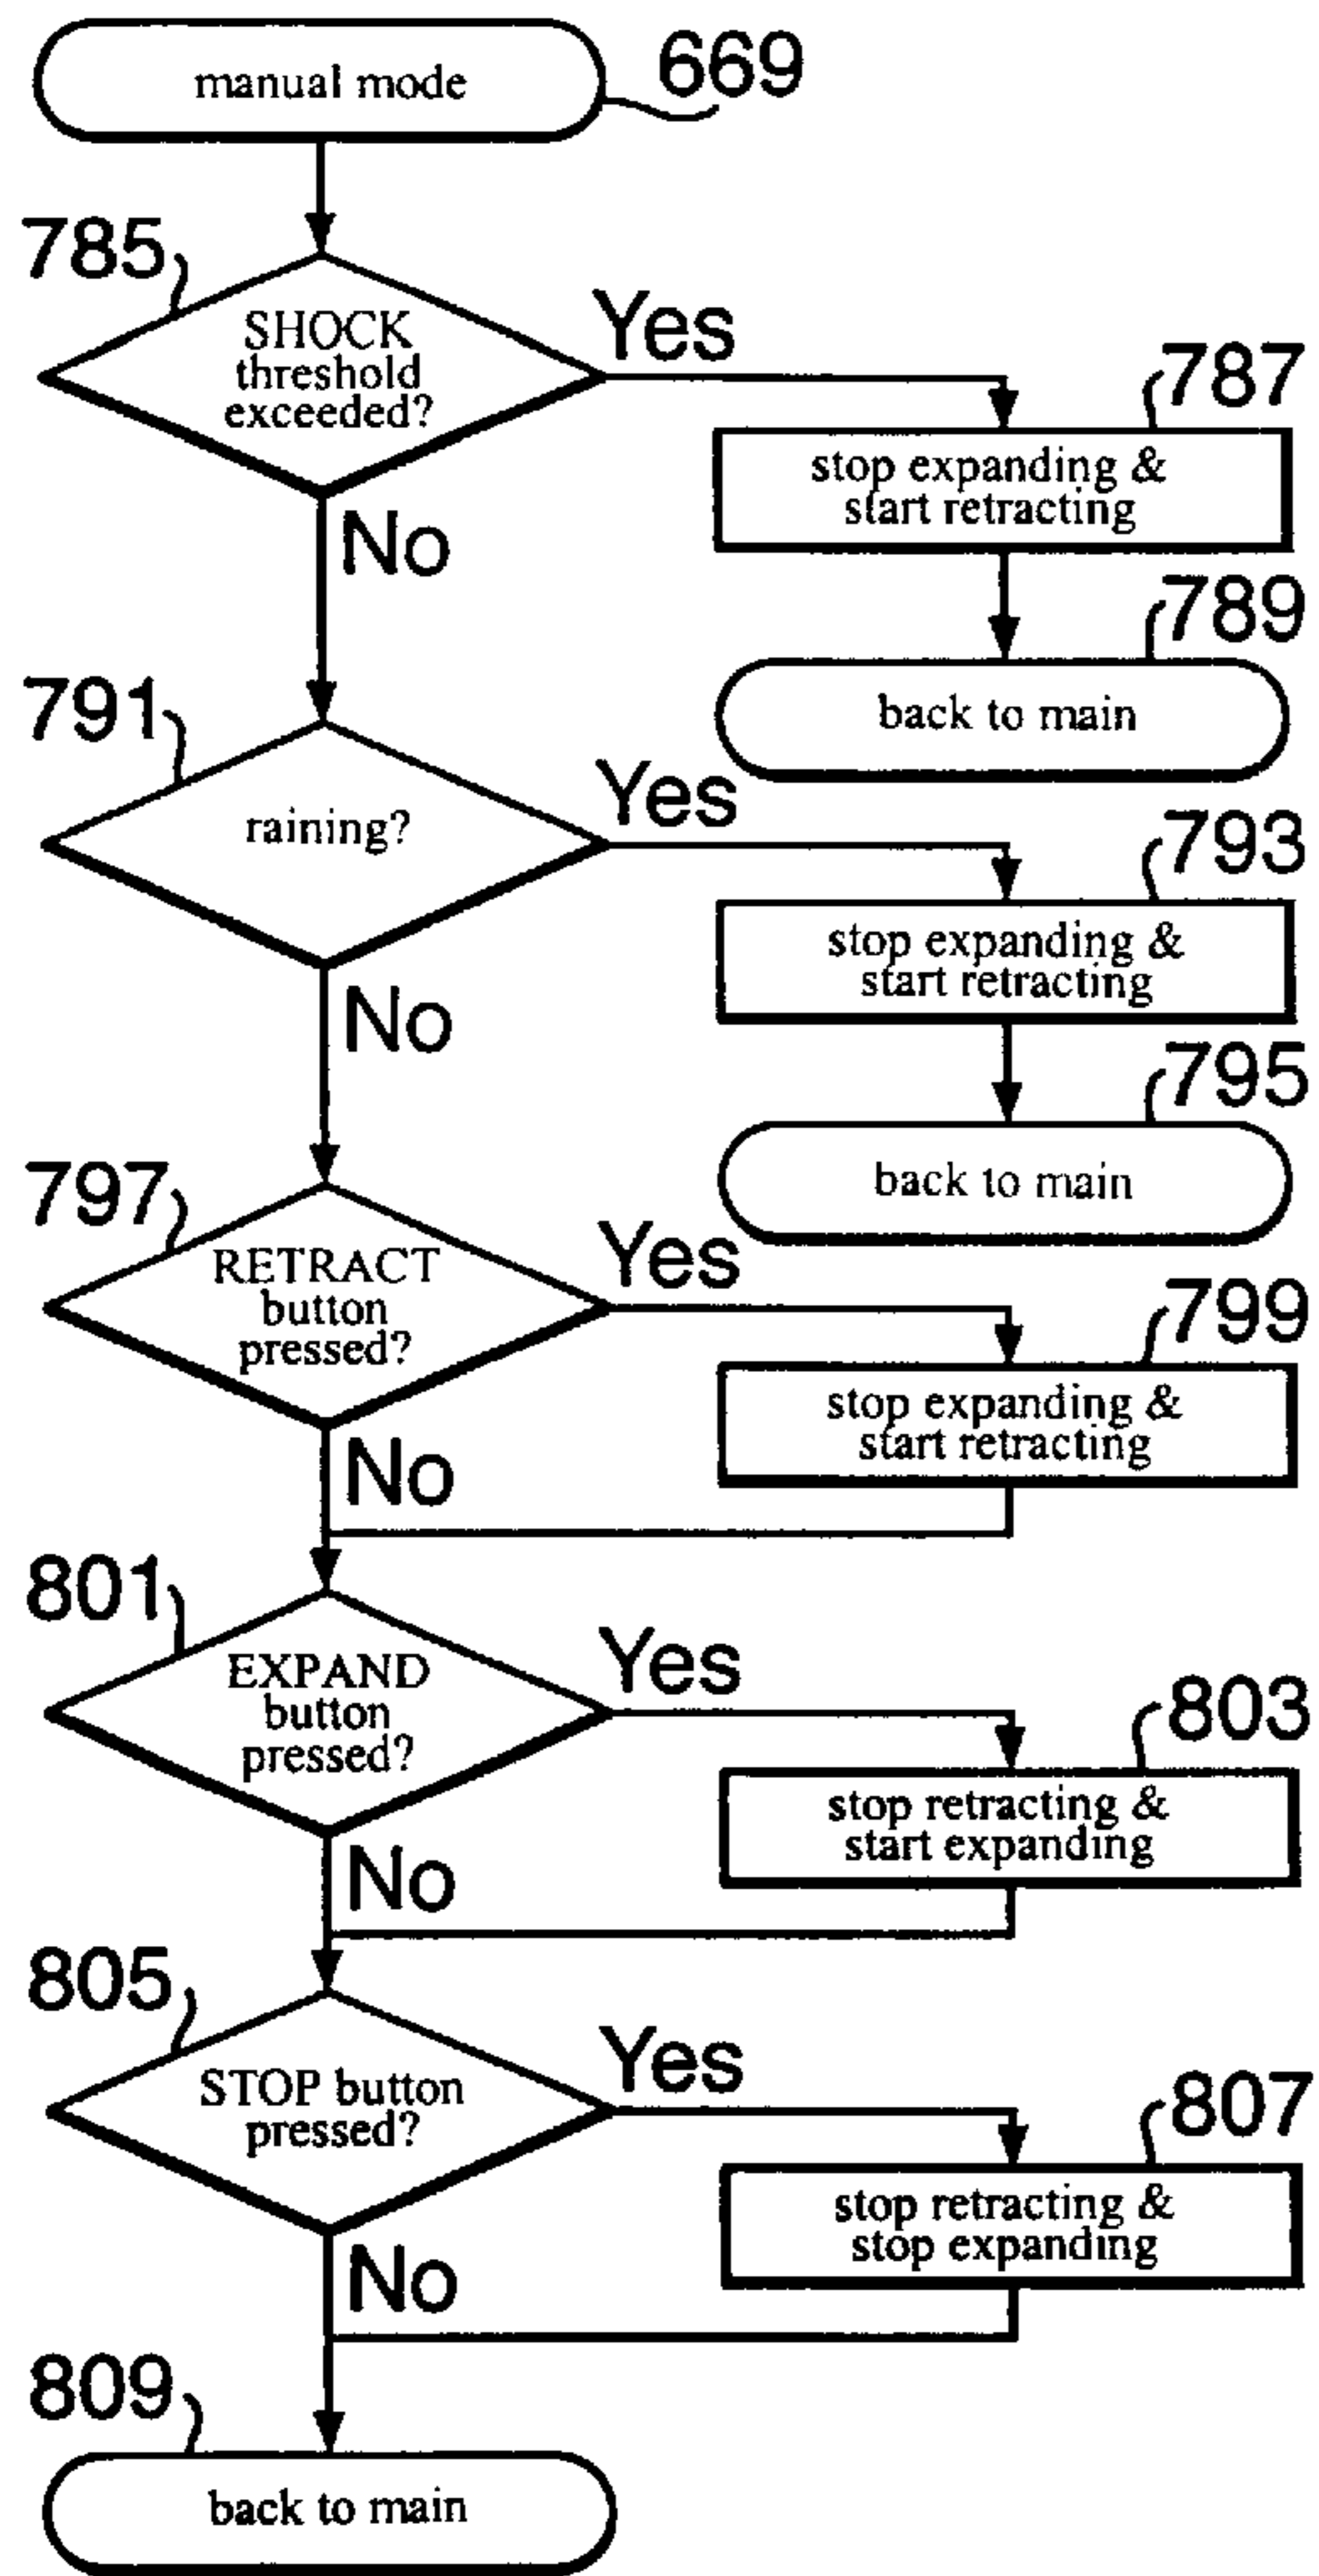 manual mode
669
785
SHOCK
threshold
exceeded?
Yes
787
stop expanding &
start retracting
No
789
back to main
791
raining?
Yes
793
stop expanding &
start retracting
No
795
back to main
797
RETRACT
button
pressed?
Yes
799
stop expanding &
start retracting
No
801
EXPAND
button
pressed?
Yes
803
stop retracting &
start expanding
No
805
STOP button
pressed?
Yes
807
stop retracting &
stop expanding
No
809
back to main